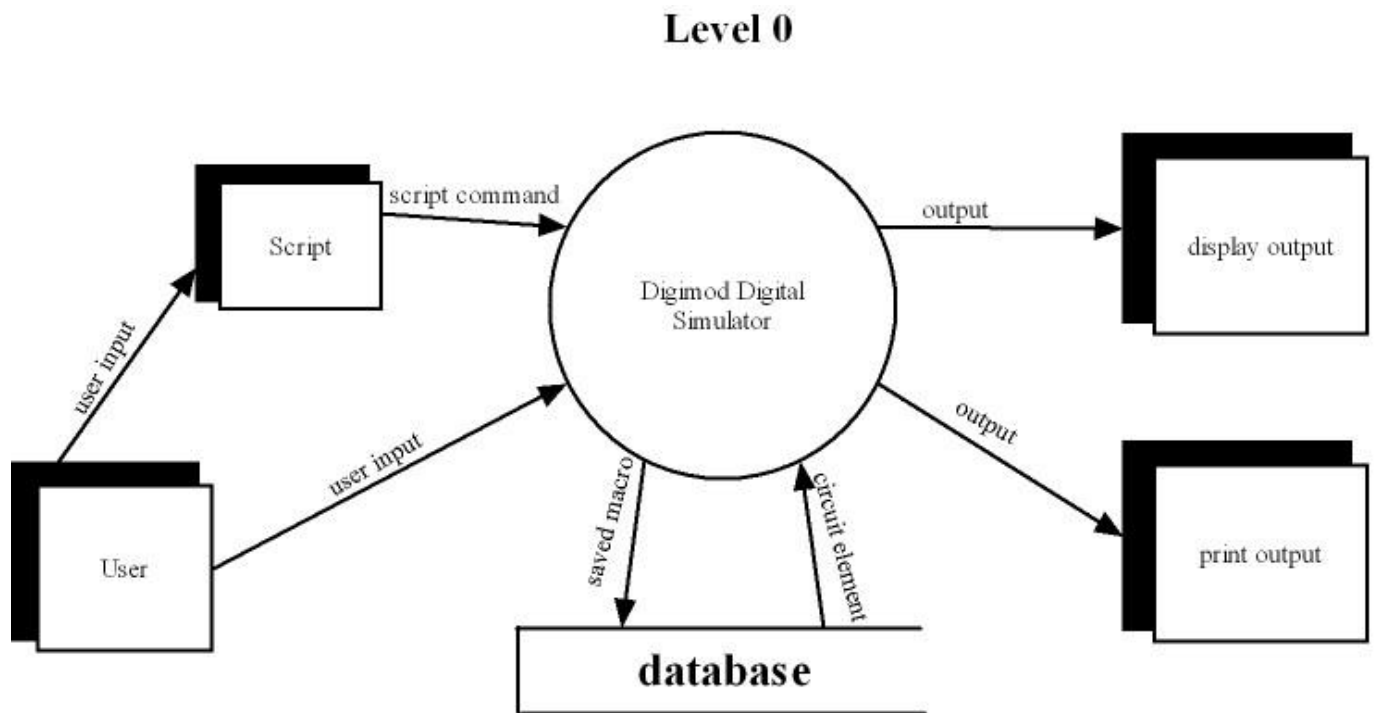 Level 0
script command
Script
user input
user input
User
Digimod Digital
Simulator
output
display output
output
print output
saved macro
circuit element
database